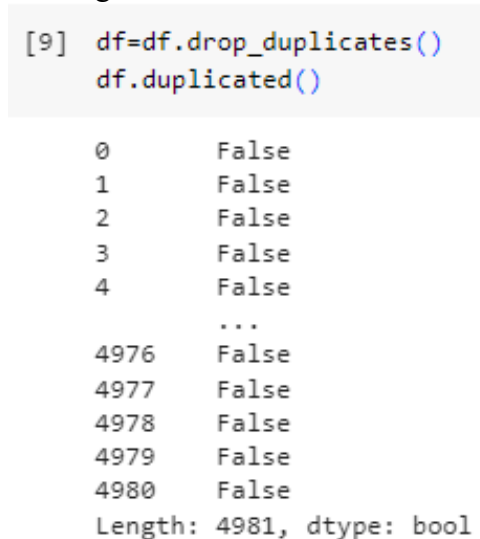 [9] df=df.drop_duplicates()
df.duplicated()
0 False
1 False
2 False
3 False
4 False
...
4976 False
4977 False
4978 False
4979 False
4980 False
Length: 4981, dtype: bool